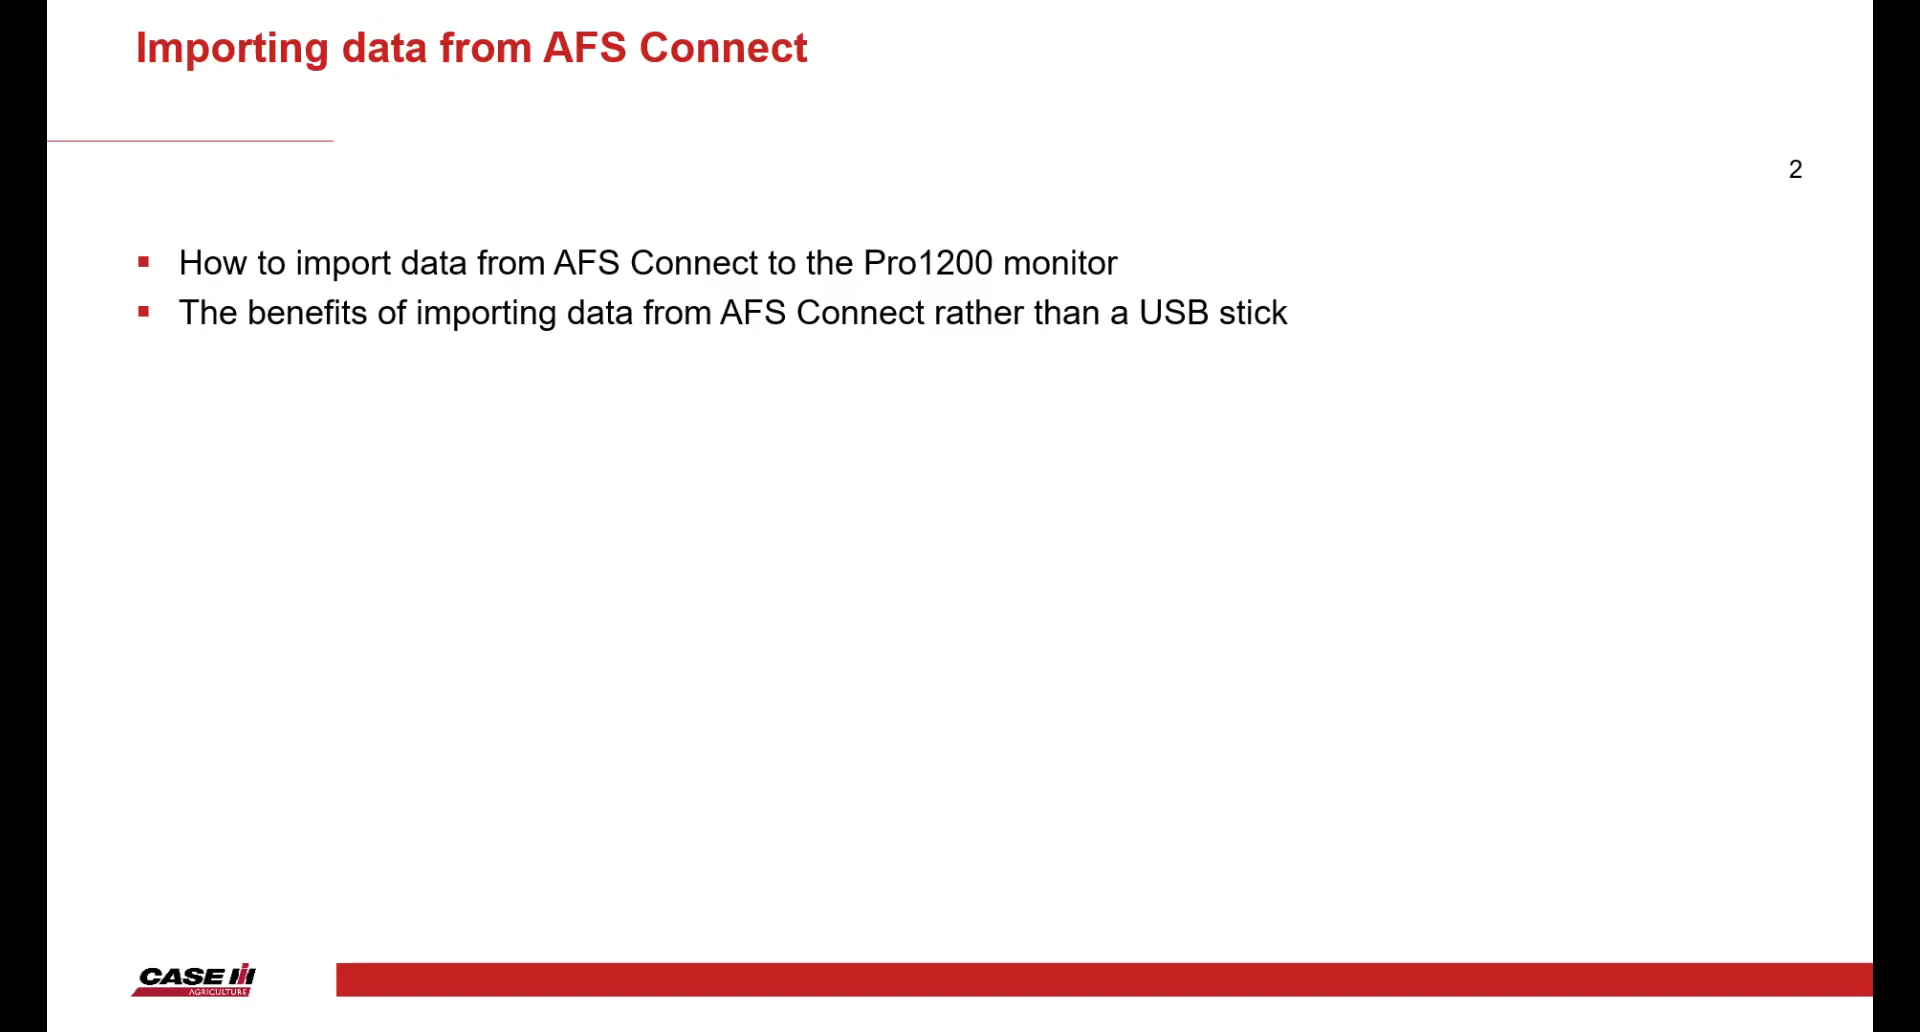 Importing data from AFS Connect
2
How to import data from AFS Connect to the Pro1200 monitor
The benefits of importing data from AFS Connect rather than a USB stick
CASE IH
AGRICULTURE